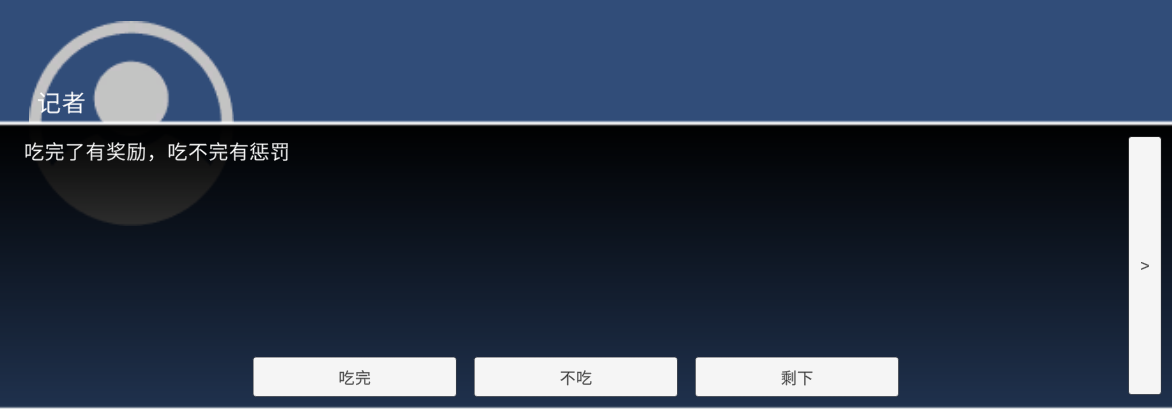 记者
吃完了有奖励，吃不完有惩罚
>
吃完
不吃
剩下